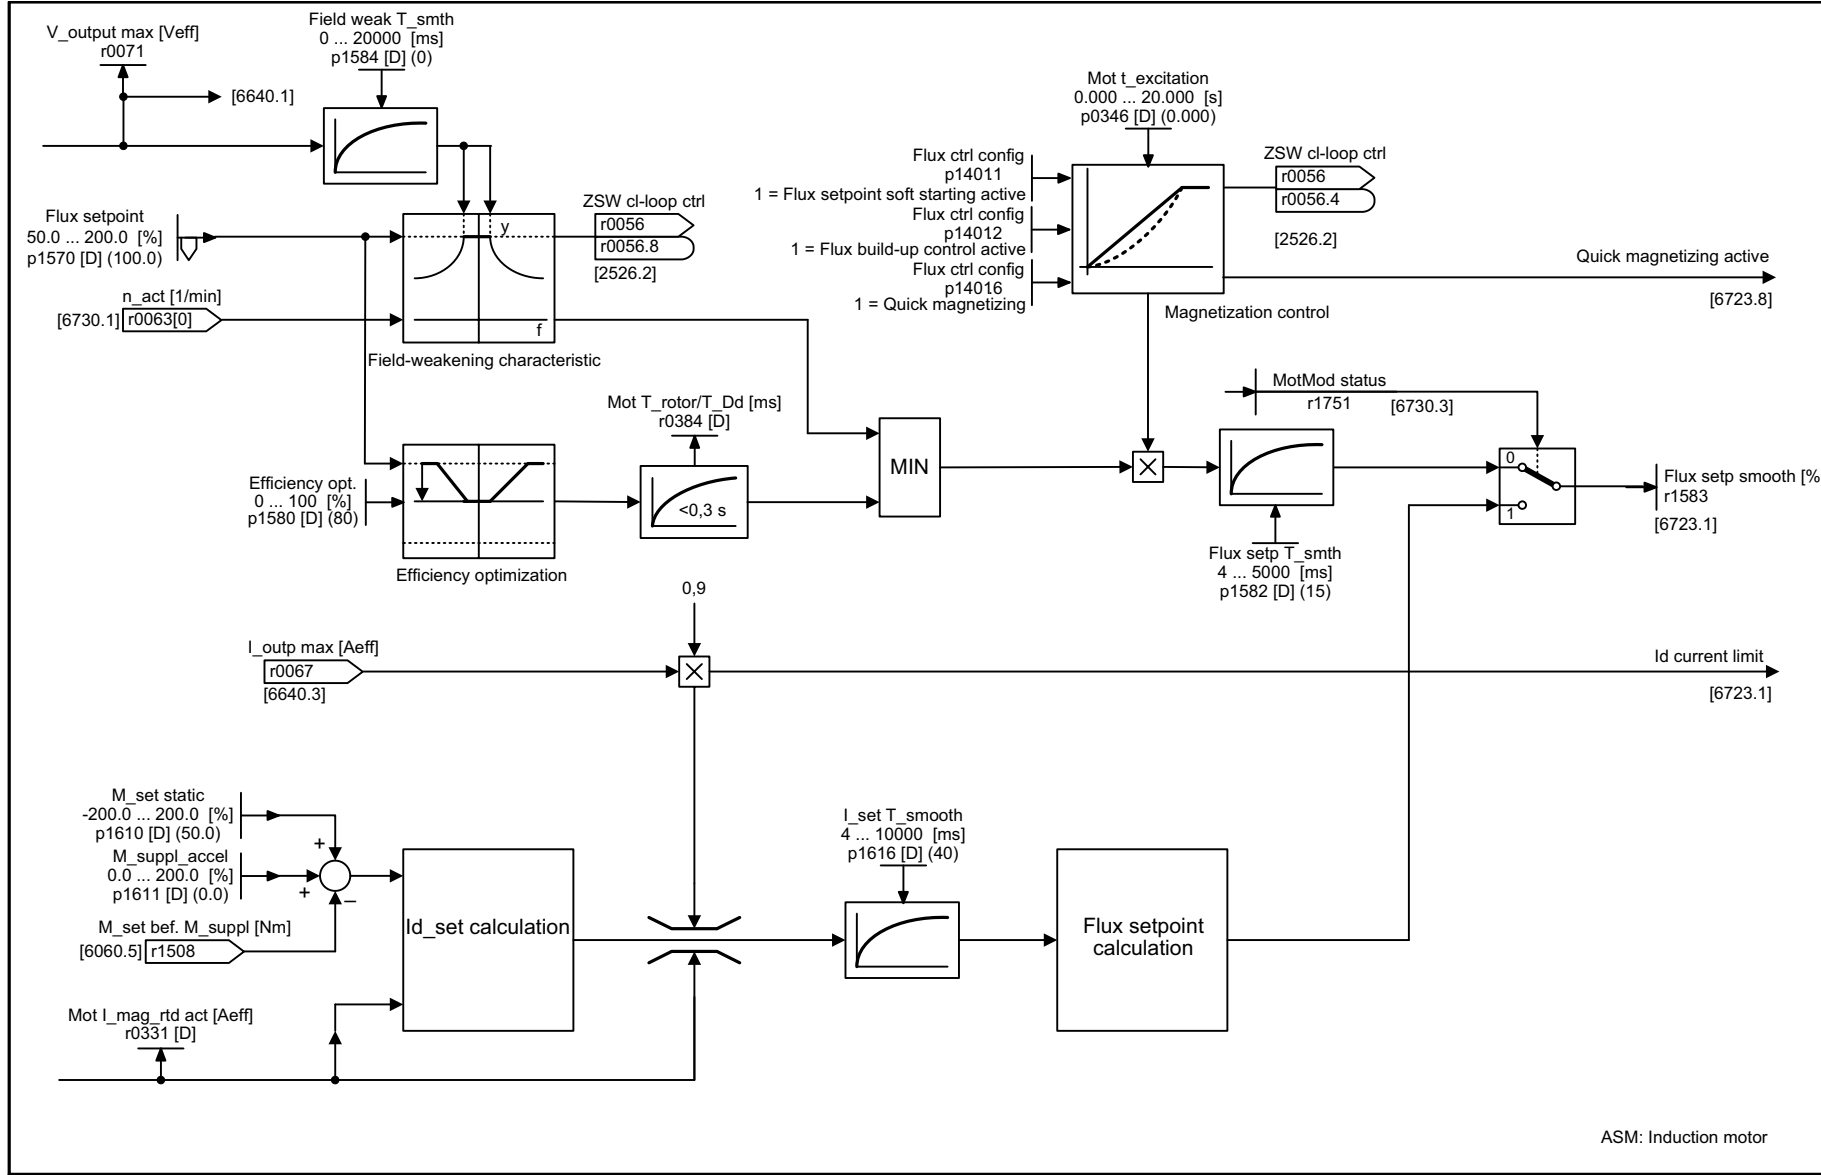 V_output max [Veff]
r0071
[6640.1]
Field weak T_smth
0 ... 20000 [ms]
p1584 [D] (0)
Flux setpoint
50.0 ... 200.0 [%]
p1570 [D] (100.0)
n_act [1/min]
[6730.1] r0063[0]
y
f
Field-weakening characteristic
ZSW cl-loop ctrl
r0056
r0056.8
[2526.2]
Mot t_excitation
0.000 ... 20.000 [s]
p0346 [D] (0.000)
Flux ctrl config
p14011
1 = Flux setpoint soft starting active
Flux ctrl config
p14012
1 = Flux build-up control active
Flux ctrl config
p14016
1 = Quick magnetizing
Magnetization control
ZSW cl-loop ctrl
r0056
r0056.4
[2526.2]
Quick magnetizing active
[6723.8]
Efficiency opt.
0 ... 100 [%]
p1580 [D] (80)
Efficiency optimization
Mot T_rotor/T_Dd [ms]
r0384 [D]
<0,3 s
MIN
MotMod status
r1751 [6730.3]
Flux setp T_smth
4 ... 5000 [ms]
p1582 [D] (15)
0
1
Flux setp smooth [%
r1583
[6723.1]
0,9
I_outp max [Aeff]
r0067
[6640.3]
Id current limit
[6723.1]
M_set static
-200.0 ... 200.0 [%]
p1610 [D] (50.0)
+
M_suppl_accel
0.0 ... 200.0 [%]
p1611 [D] (0.0)
+
–
M_set bef. M_suppl [Nm]
[6060.5] r1508
Mot I_mag_rtd act [Aeff]
r0331 [D]
Id_set calculation
I_set T_smooth
4 ... 10000 [ms]
p1616 [D] (40)
Flux setpoint
calculation
ASM: Induction motor